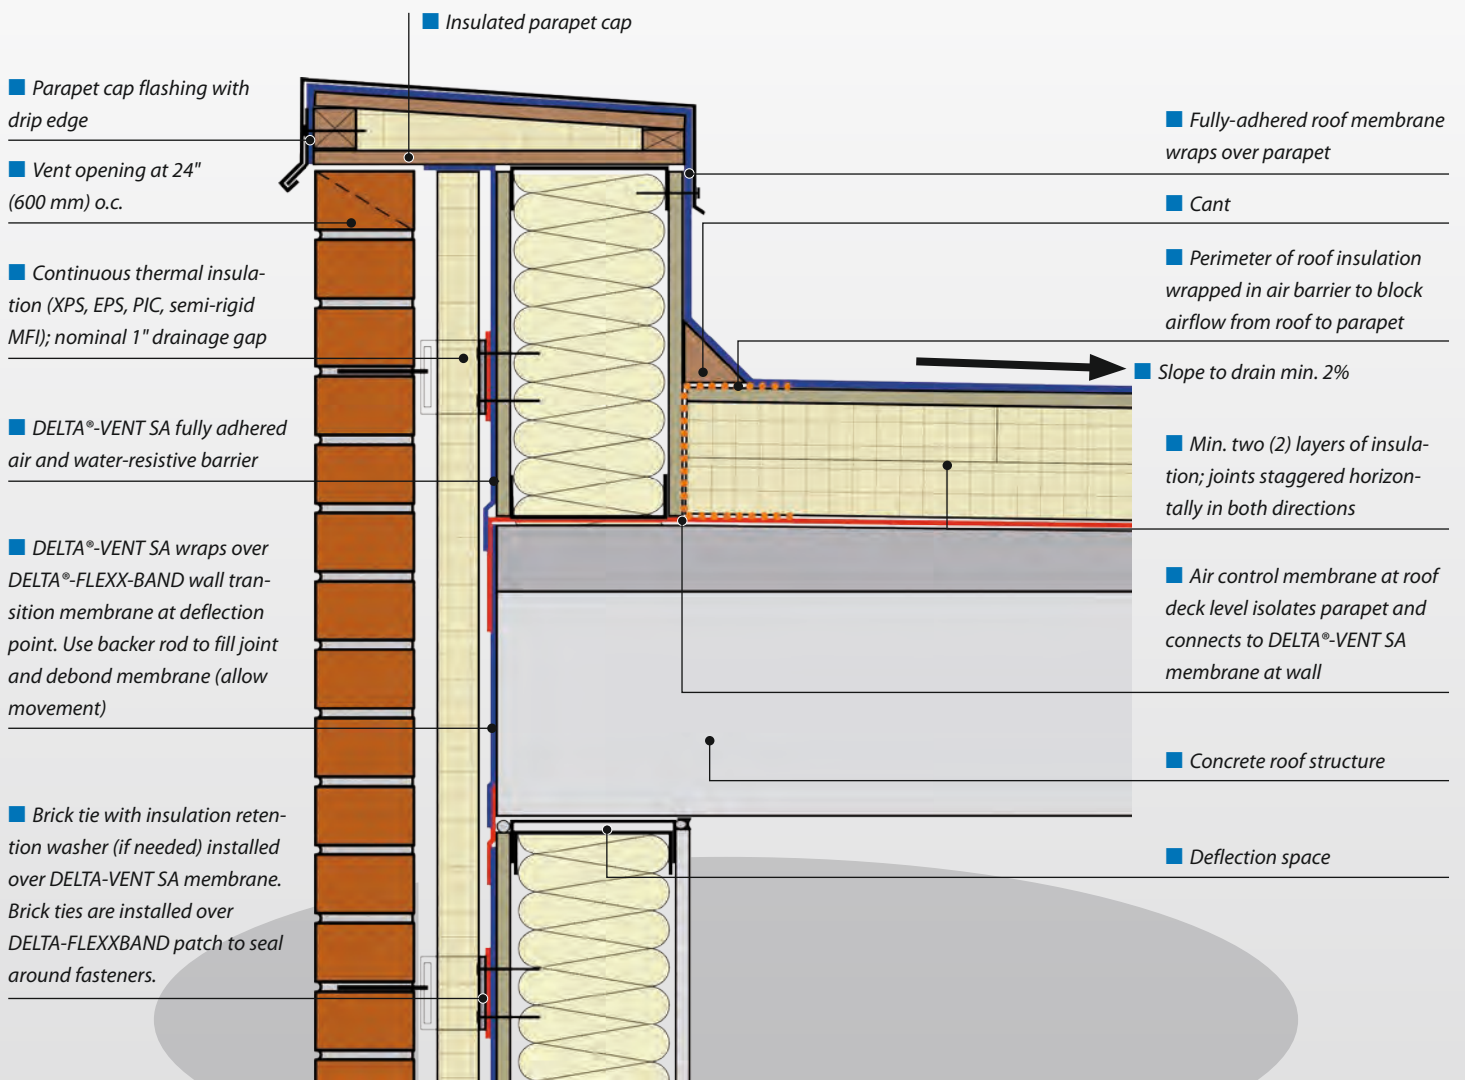 Insulated parapet cap
Parapet cap flashing with
drip edge
Vent opening at 24"
(600 mm) o.c.
Continuous thermal insula-
tion (XPS, EPS, PIC, semi-rigid
MFI); nominal 1" drainage gap
DELTA®-VENT SA fully adhered
air and water-resistive barrier
DELTA®-VENT SA wraps over
DELTA®-FLEXX-BAND wall tran-
sition membrane at deflection
point. Use backer rod to fill joint
and debond membrane (allow
movement)
Brick tie with insulation reten-
tion washer (if needed) installed
over DELTA-VENT SA membrane.
Brick ties are installed over
DELTA-FLEXXBAND patch to seal
around fasteners.
Fully-adhered roof membrane
wraps over parapet
Cant
Perimeter of roof insulation
wrapped in air barrier to block
airflow from roof to parapet
Slope to drain min. 2%
Min. two (2) layers of insula-
tion; joints staggered horizon-
tally in both directions
Air control membrane at roof
deck level isolates parapet and
connects to DELTA®-VENT SA
membrane at wall
Concrete roof structure
Deflection space